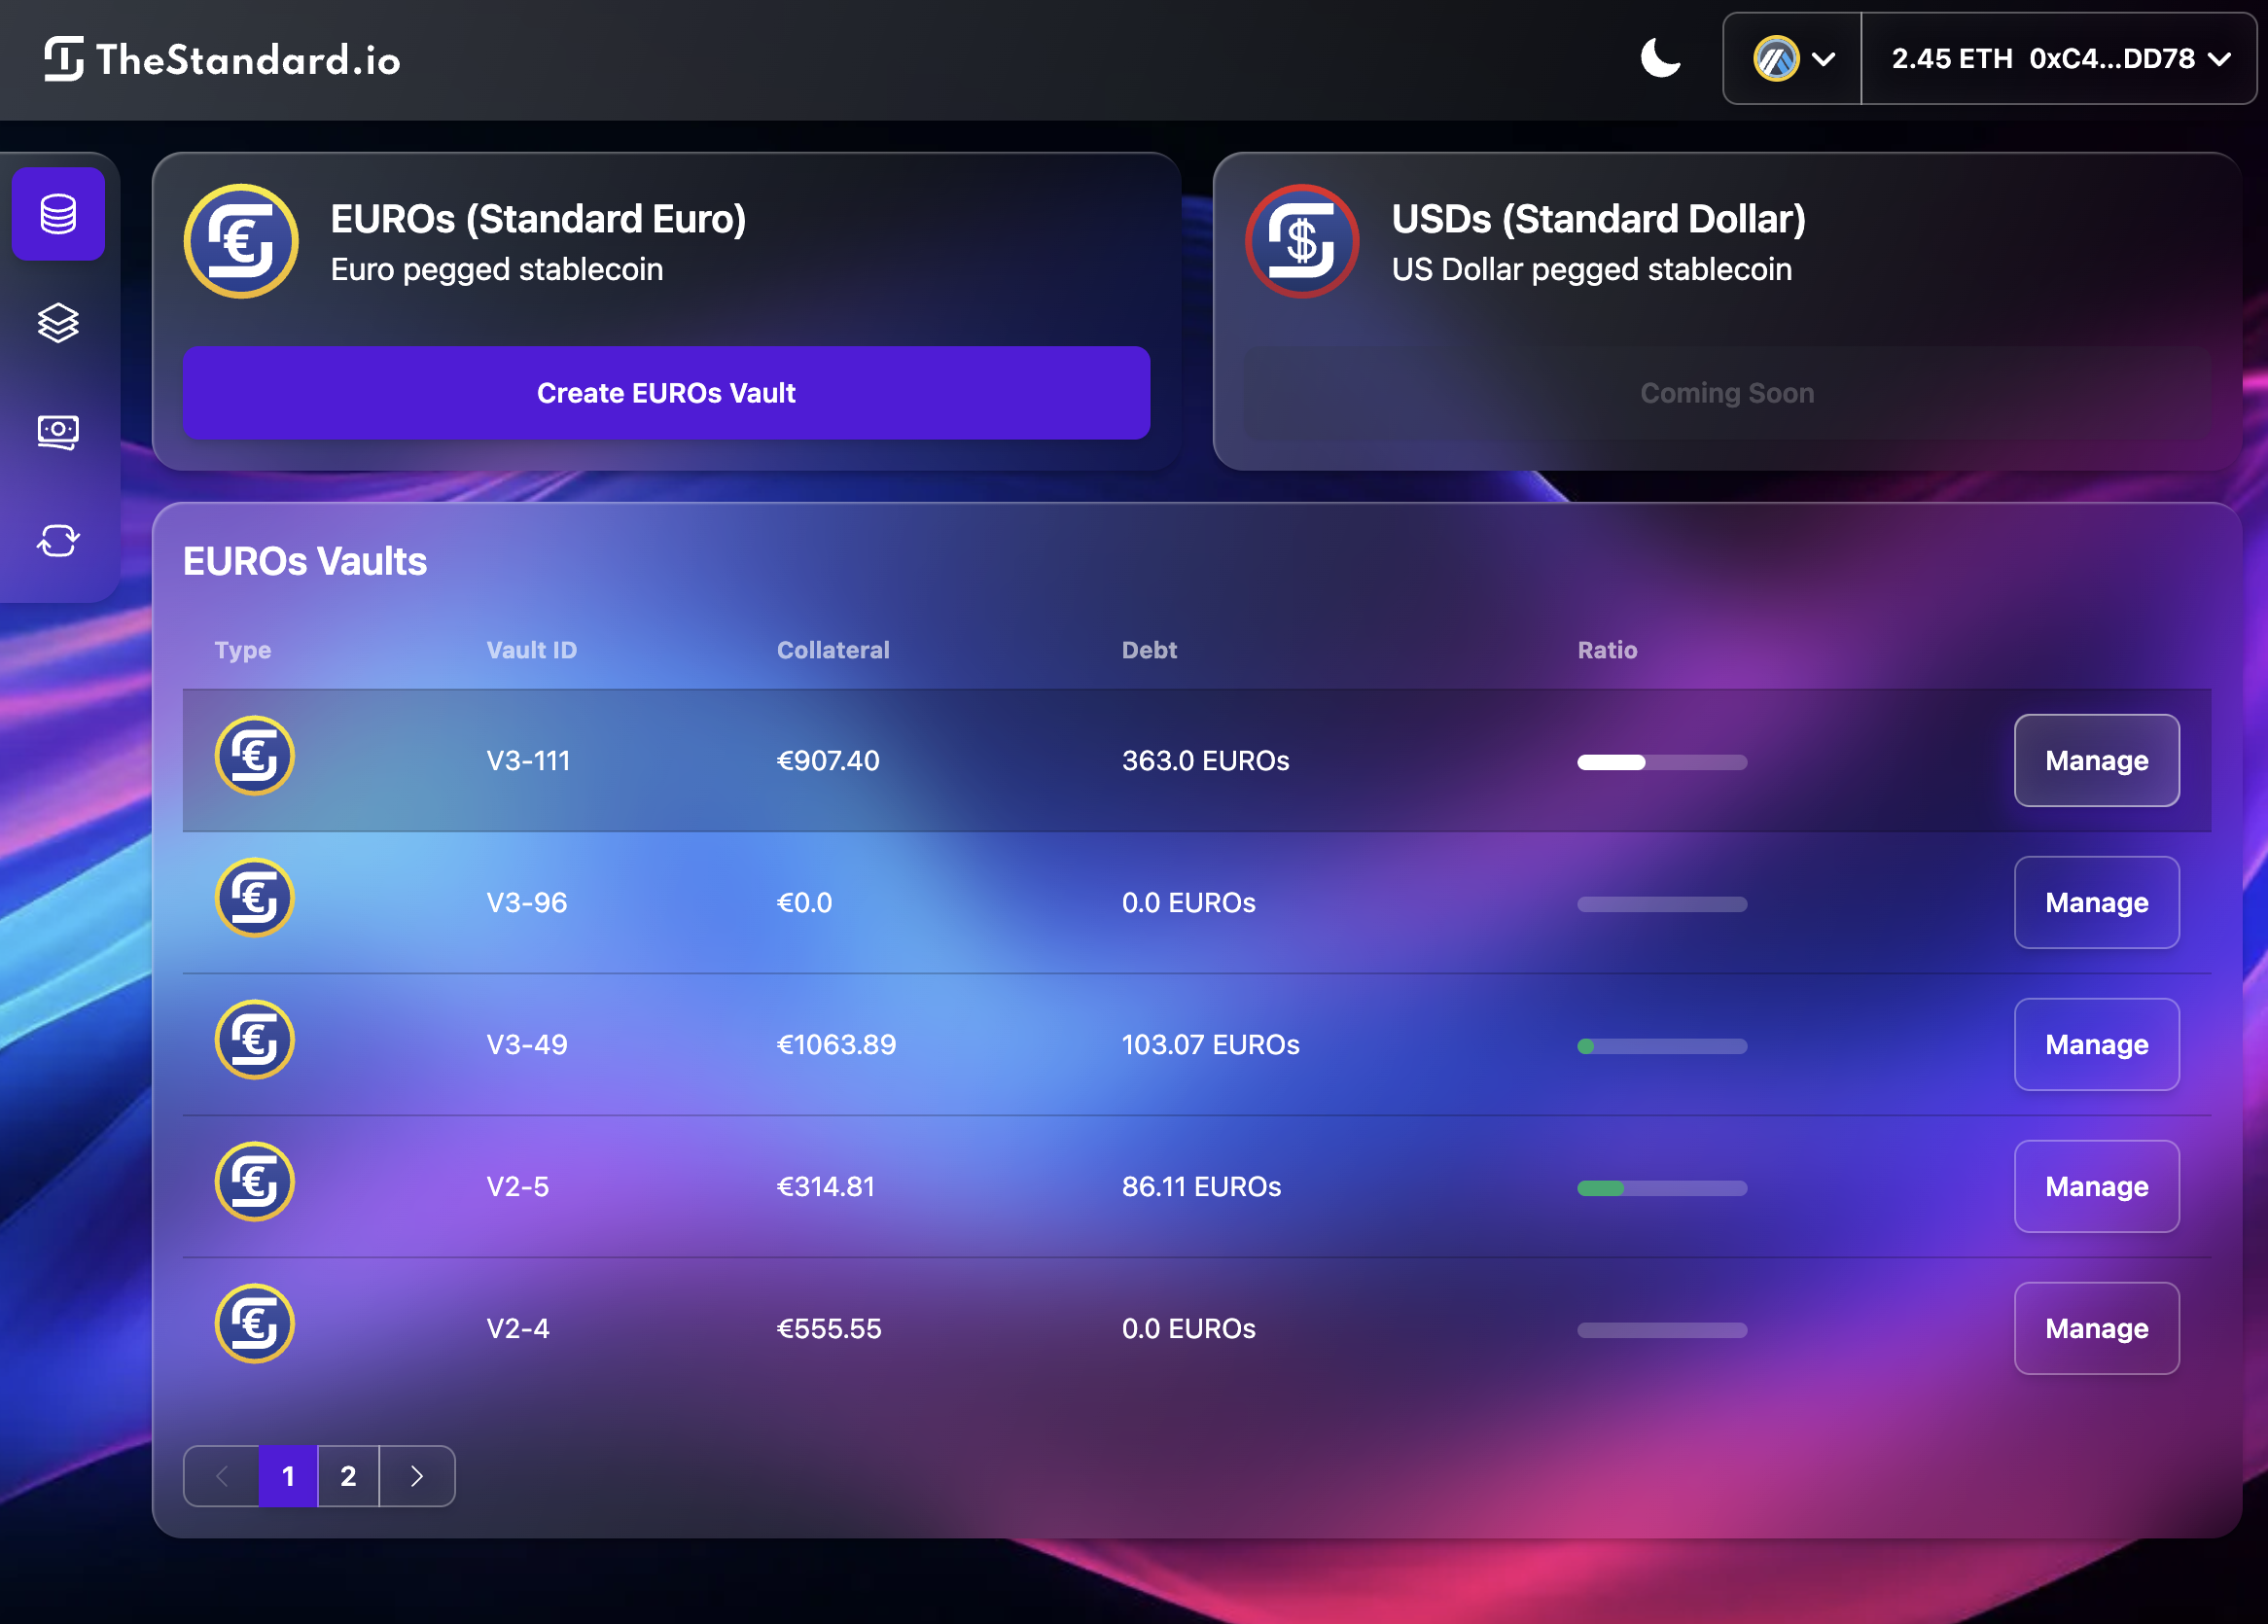 TheStandard.io
2.45 ETH 0xC4...DD78
EUROs (Standard Euro)
Euro pegged stablecoin
Create EUROs Vault
USDs (Standard Dollar)
US Dollar pegged stablecoin
Coming Soon
EUROs Vaults
Type Vault ID Collateral Debt Ratio
V3-111 €907.40 363.0 EUROs Manage
V3-96 €0.0 0.0 EUROs Manage
V3-49 €1063.89 103.07 EUROs Manage
V2-5 €314.81 86.11 EUROs Manage
V2-4 €555.55 0.0 EUROs Manage
1 2